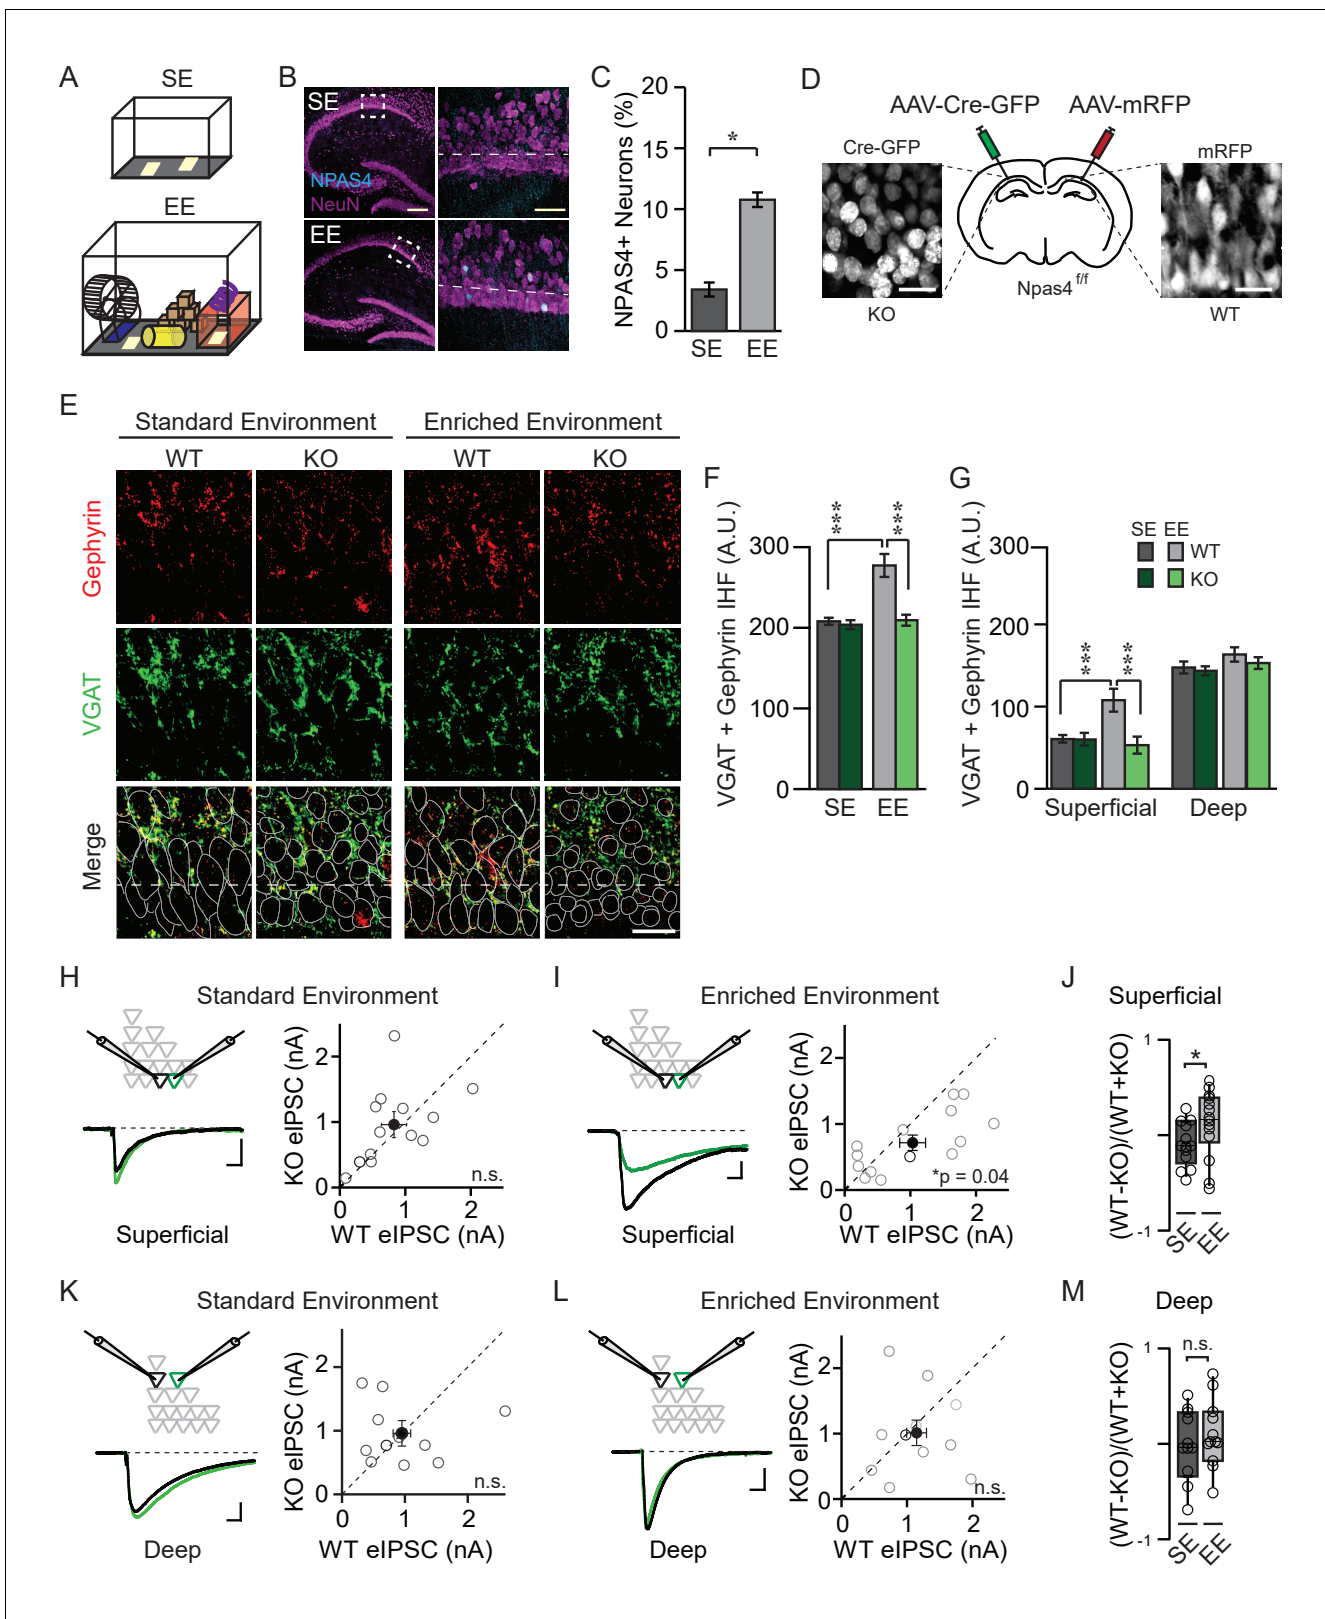 A
SE
EE
B
SE
NPAS4
NeuN
EE
C
NPAS4+ Neurons (%)
20
15
10
5
0
*
SE EE
D
AAV-Cre-GFP
AAV-mRFP
Cre-GFP
mRFP
Npas4 f/f
KO
WT
E
Standard Environment
Enriched Environment
WT
KO
WT
KO
Gephyrin
VGAT
Merge
F
VGAT + Gephyrin IHF (A.U.)
300
200
100
0
***
***
SE EE
G
VGAT + Gephyrin IHF (A.U.)
300
200
100
0
SE EE
WT
KO
***
***
Superficial
Deep
H
Standard Environment
Superficial
KO eIPSC (nA)
2
1
0
n.s.
0 1 2
WT eIPSC (nA)
I
Enriched Environment
Superficial
KO eIPSC (nA)
2
1
0
*p = 0.04
0 1 2
WT eIPSC (nA)
J
Superficial
(WT-KO)/(WT+KO)
1
-1
*
SE
EE
K
Standard Environment
Deep
KO eIPSC (nA)
2
1
0
n.s.
0 1 2
WT eIPSC (nA)
L
Enriched Environment
Deep
KO eIPSC (nA)
2
1
0
n.s.
0 1 2
WT eIPSC (nA)
M
Deep
(WT-KO)/(WT+KO)
1
-1
n.s.
SE
EE